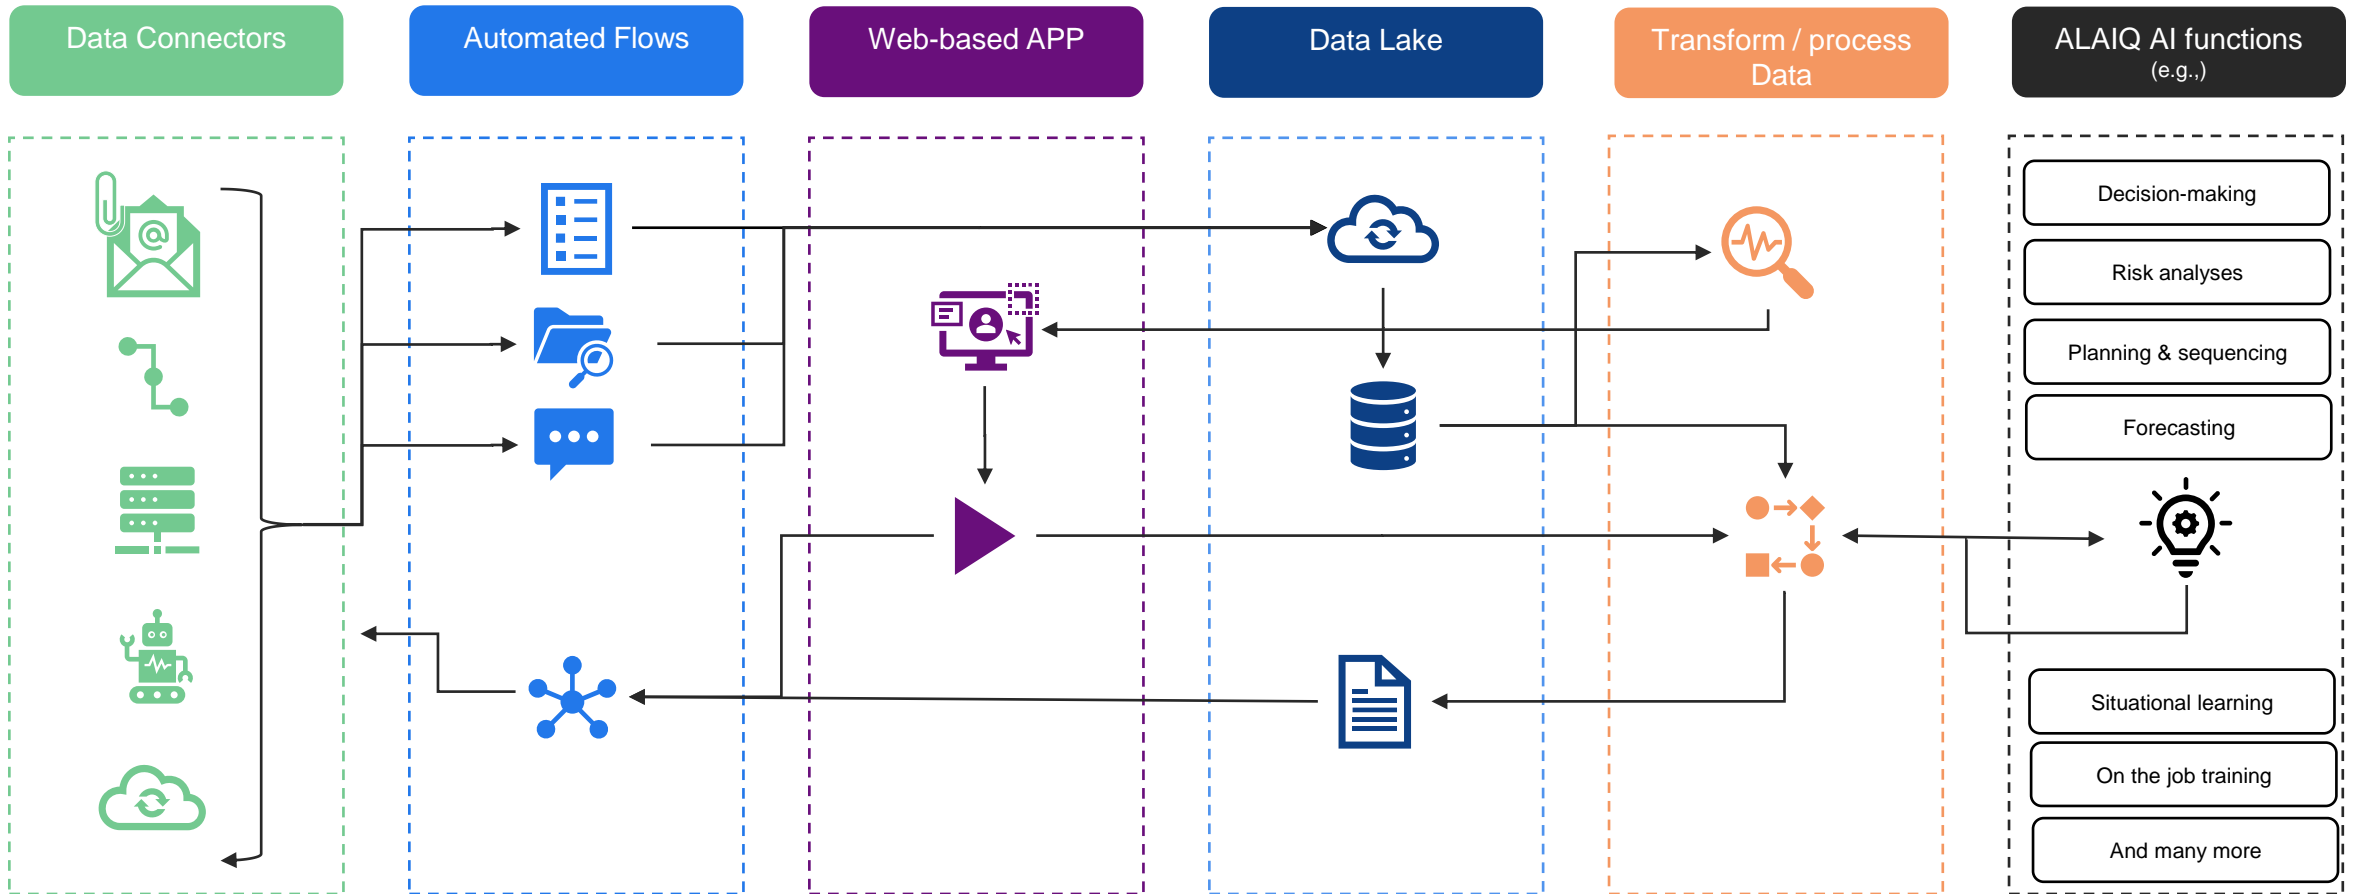 Data Connectors
Automated Flows
Web-based APP
Data Lake
Transform / process
Data
ALAIQ AI functions
(e.g.,)
Decision-making
Risk analyses
Planning & sequencing
Forecasting
Situational learning
On the job training
And many more
@